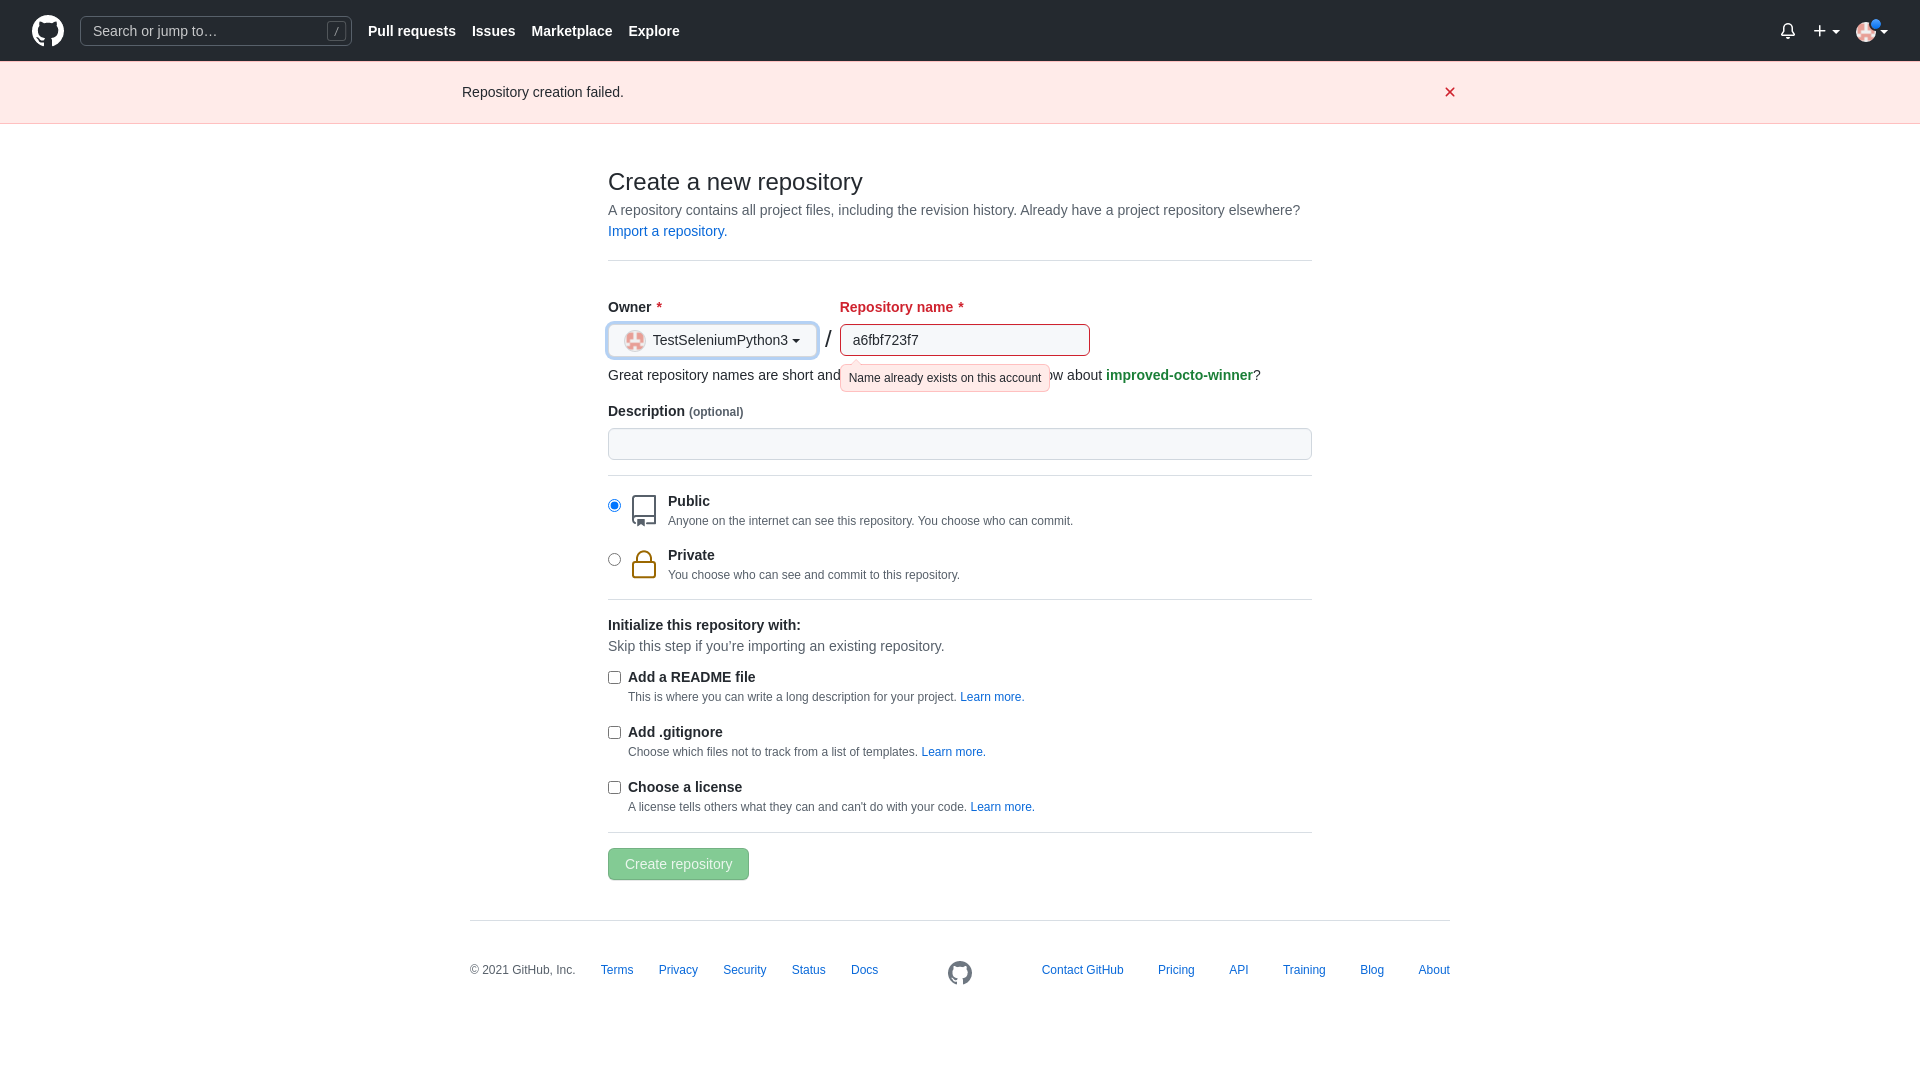 Search or jump to…
/
Pull requests
Issues
Marketplace
Explore
Repository creation failed.
Create a new repository
A repository contains all project files, including the revision history. Already have a project repository elsewhere?
Import a repository.
Owner *
Repository name *
TestSeleniumPython3
/
a6fbf723f7
Great repository names are short and
Name already exists on this account
ow about improved-octo-winner?
Description (optional)
Public
Anyone on the internet can see this repository. You choose who can commit.
Private
You choose who can see and commit to this repository.
Initialize this repository with:
Skip this step if you’re importing an existing repository.
Add a README file
This is where you can write a long description for your project. Learn more.
Add .gitignore
Choose which files not to track from a list of templates. Learn more.
Choose a license
A license tells others what they can and can't do with your code. Learn more.
Create repository
© 2021 GitHub, Inc.
Terms
Privacy
Security
Status
Docs
Contact GitHub
Pricing
API
Training
Blog
About